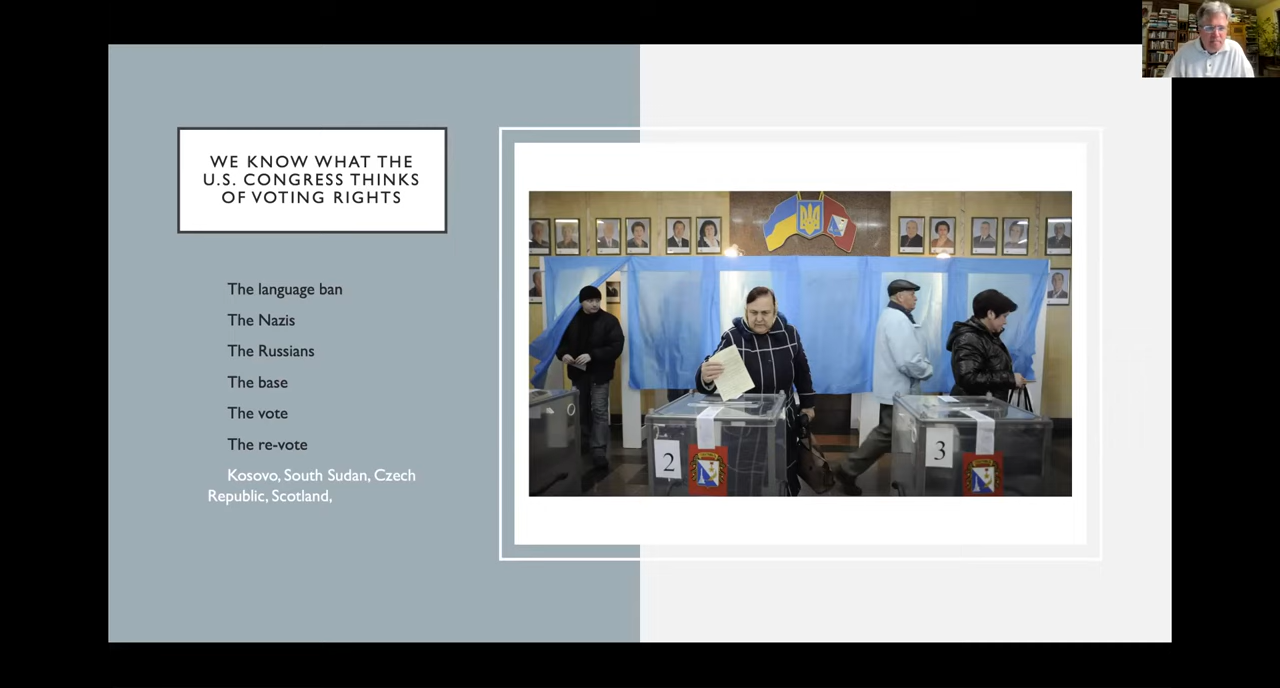 WE KNOW WHAT THE
U.S. CONGRESS THINKS
OF VOTING RIGHTS
The language ban
The Nazis
The Russians
The base
The vote
The re-vote
Kosovo, South Sudan, Czech
Republic, Scotland,
2
3